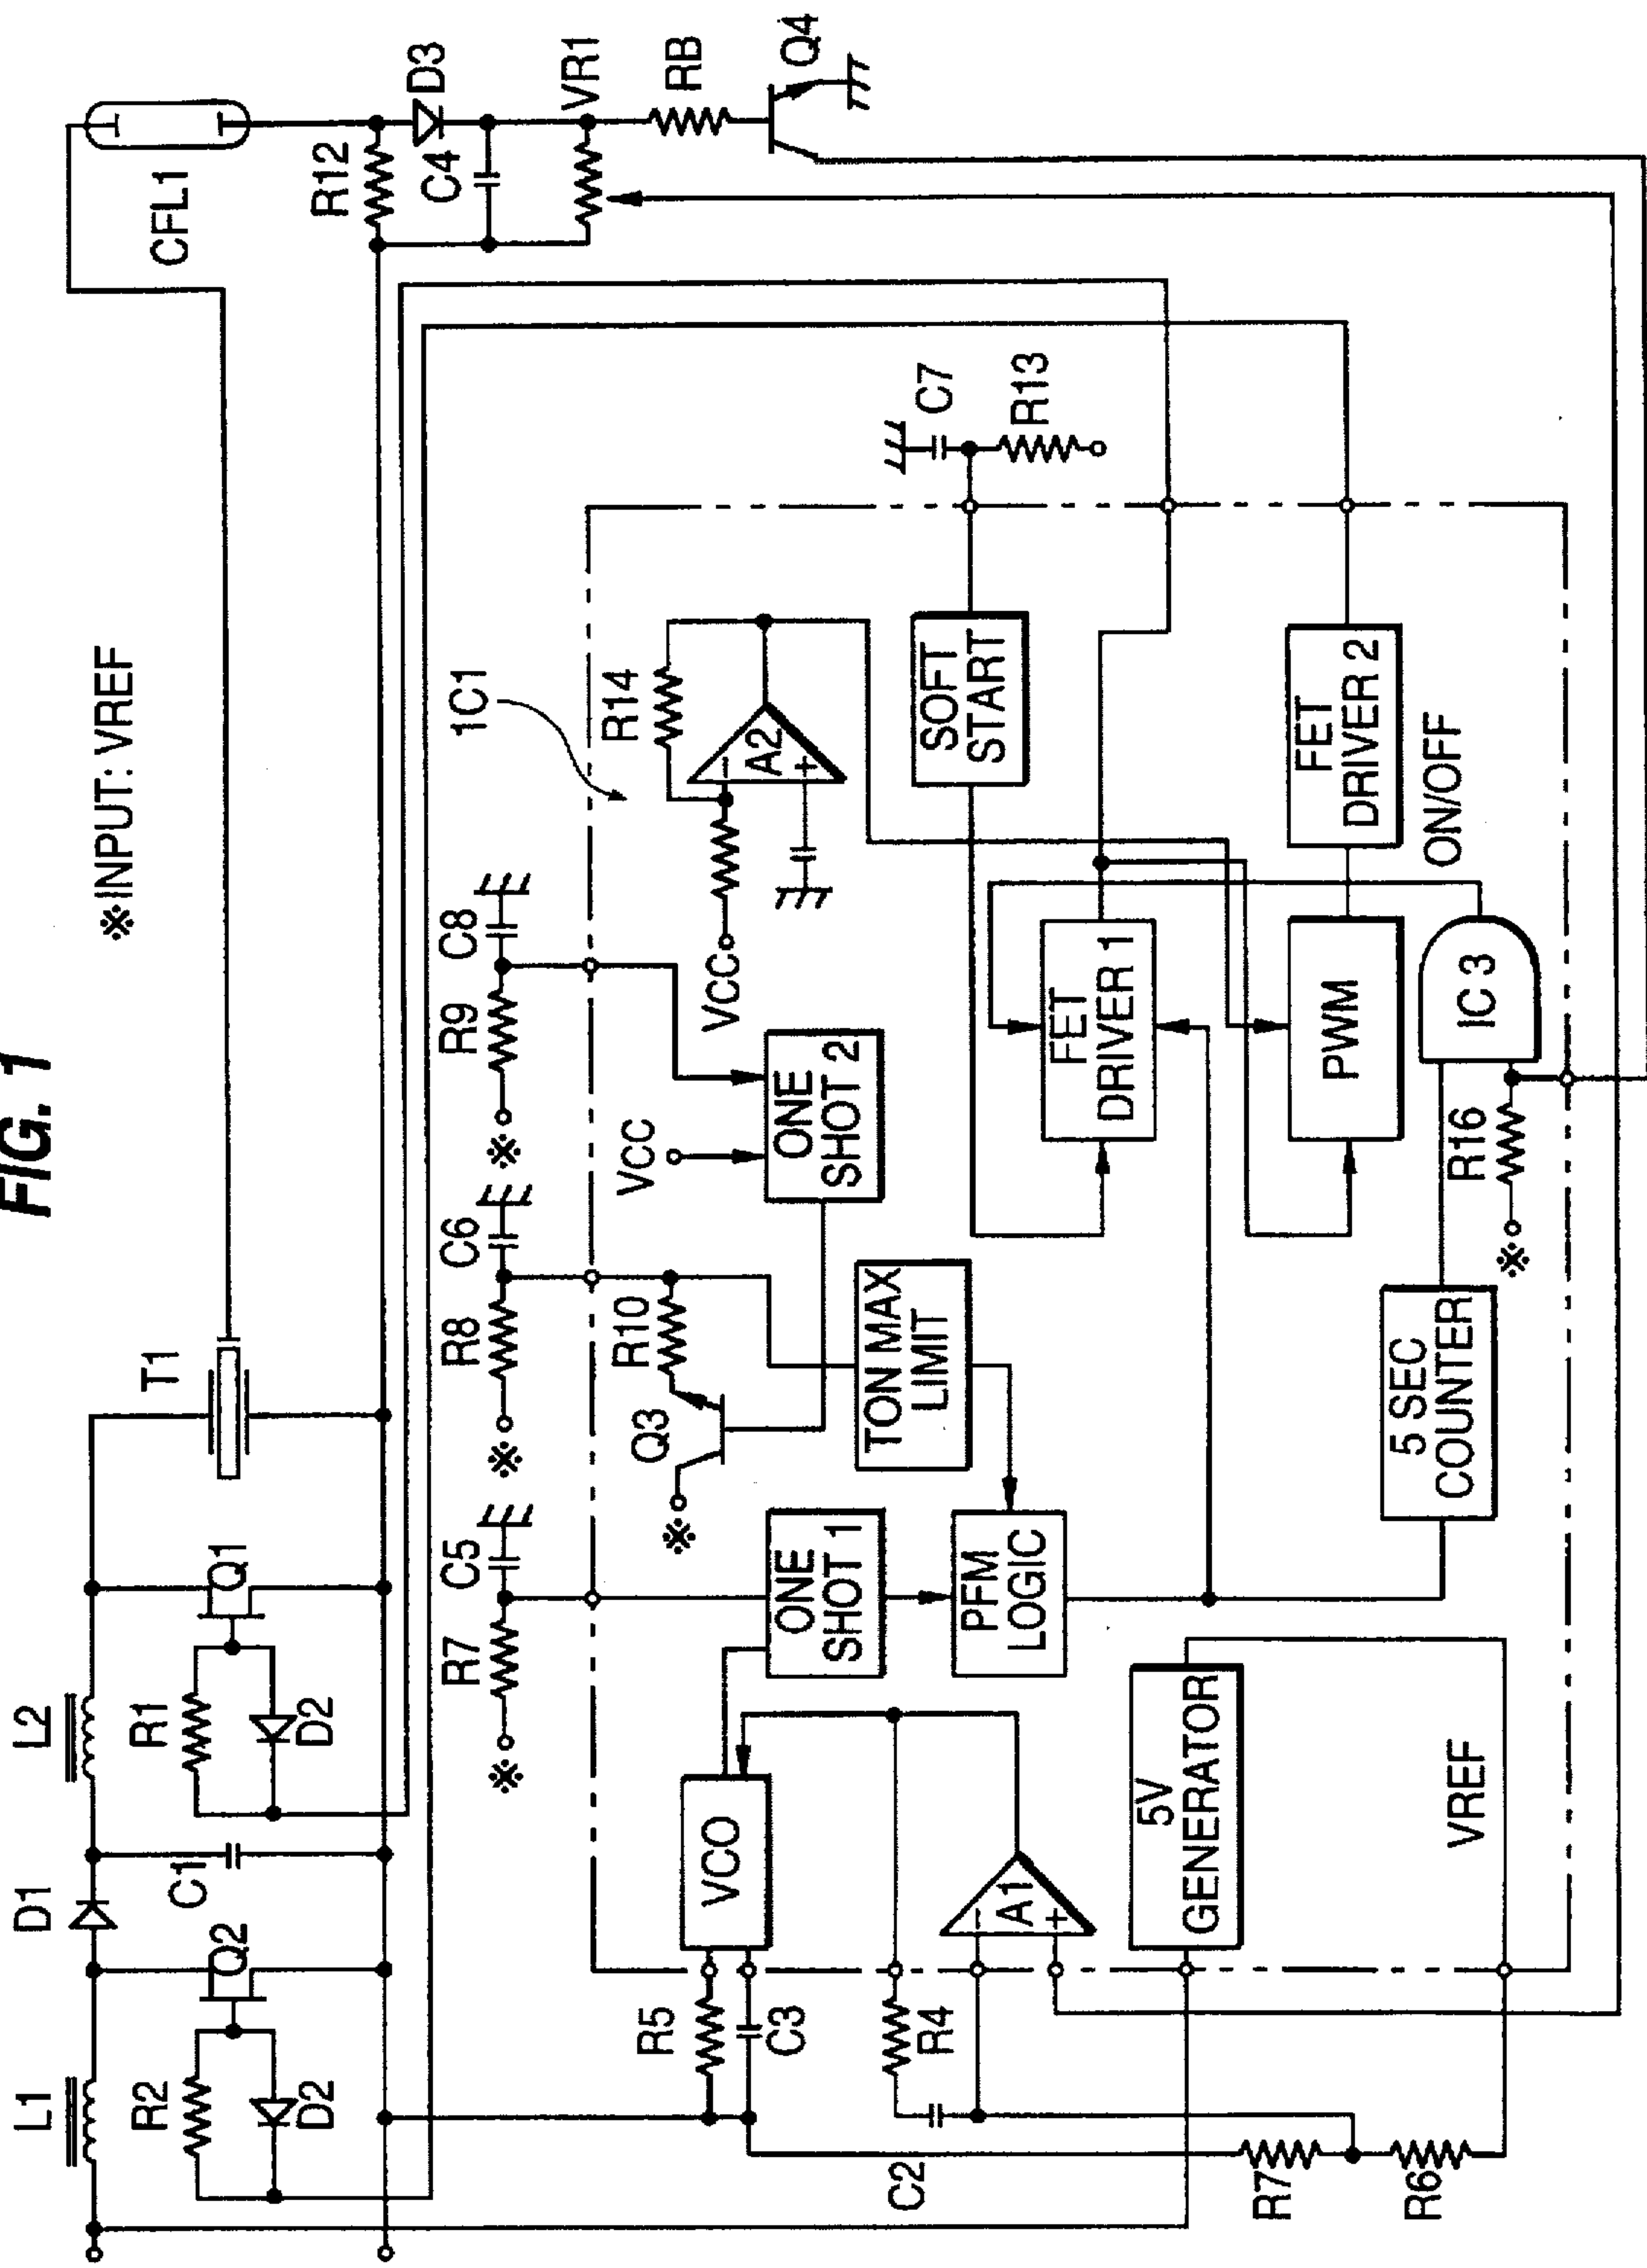 FIG. 1
※INPUT: VREF
L1
D1
L2
T1
CFL1
R2
D2
Q2
C1
R1
D2
Q1
R12
D3
C4
VR1
RB
Q4
R7
C5
※
R8
C6
※
R9
C8
※
1C1
R5
C3
VCO
Q3
※
R10
VCC
VCC
R14
A2
−
+
ONE
SHOT 1
ONE
SHOT 2
TON MAX
LIMIT
PFM
LOGIC
SOFT
START
C7
R13
R4
C2
A1
−
+
FET
DRIVER 1
5V
GENERATOR
PWM
FET
DRIVER 2
5 SEC
COUNTER
R16
※
IC 3
ON/OFF
VREF
R7
R6